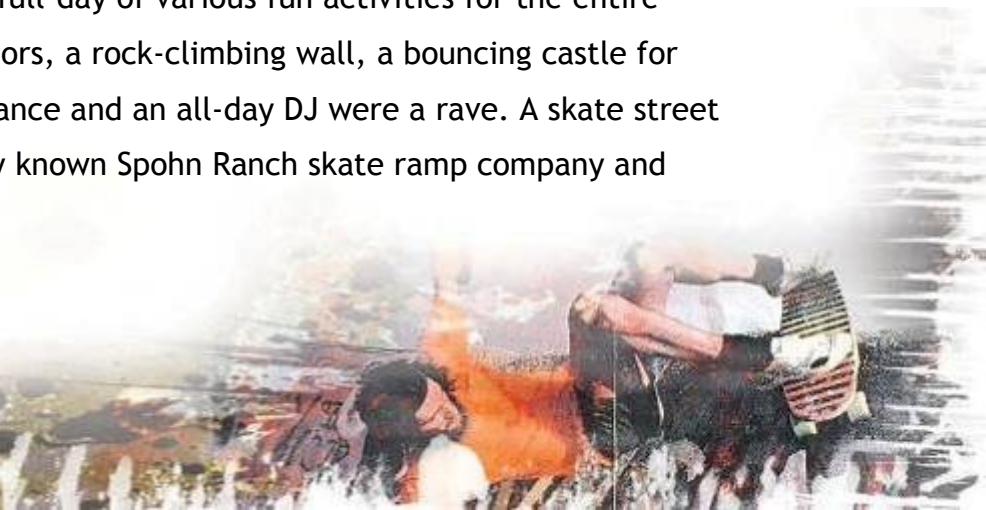 full day of various fun activities for the entire
ors, a rock-climbing wall, a bouncing castle for
ance and an all-day DJ were a rave. A skate street
y known Spohn Ranch skate ramp company and